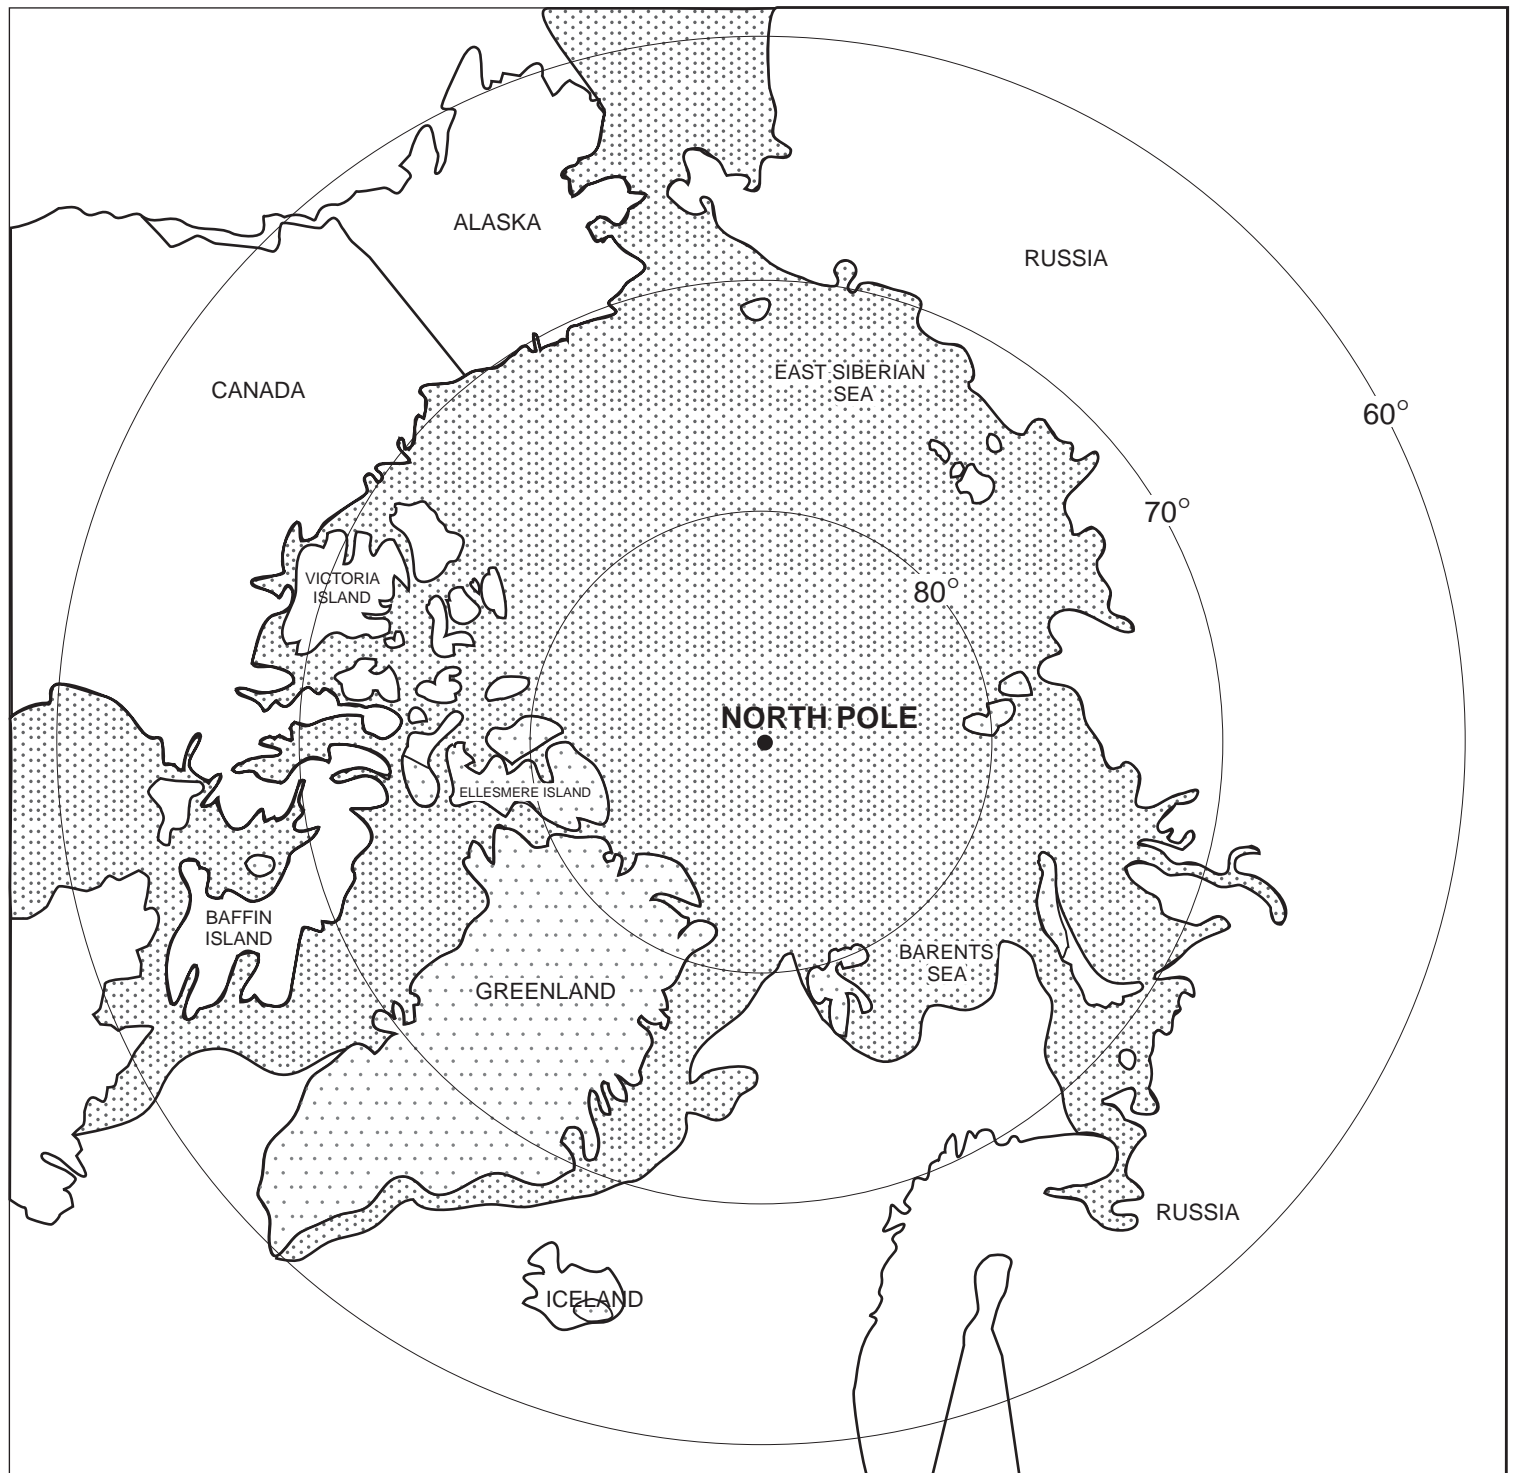 ALASKA
RUSSIA
EAST SIBERIAN
SEA
CANADA
60°
70°
VICTORIA
ISLAND
80°
NORTH POLE
ELLESMERE ISLAND
BAFFIN
ISLAND
BARENTS
SEA
GREENLAND
RUSSIA
ICELAND